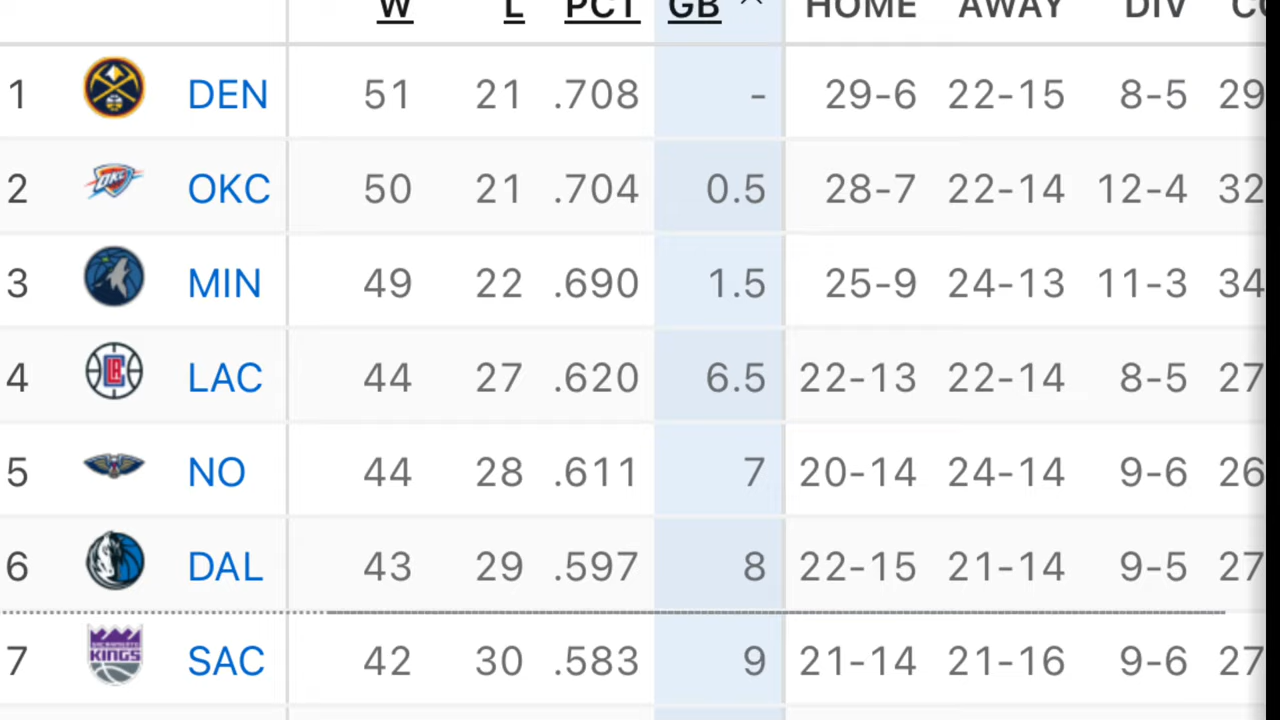 W L PCT GB ^ HOME AWAY DIV
1 DEN 51 21 .708 - 29-6 22-15 8-5 29
2 OKC OKC 50 21 .704 0.5 28-7 22-14 12-4 32
3 MIN 49 22 .690 1.5 25-9 24-13 11-3 34
4 LAC 44 27 .620 6.5 22-13 22-14 8-5 27
5 NO 44 28 .611 7 20-14 24-14 9-6 26
6 DAL 43 29 .597 8 22-15 21-14 9-5 27
7 SACRAMENTO KINGS SAC 42 30 .583 9 21-14 21-16 9-6 27